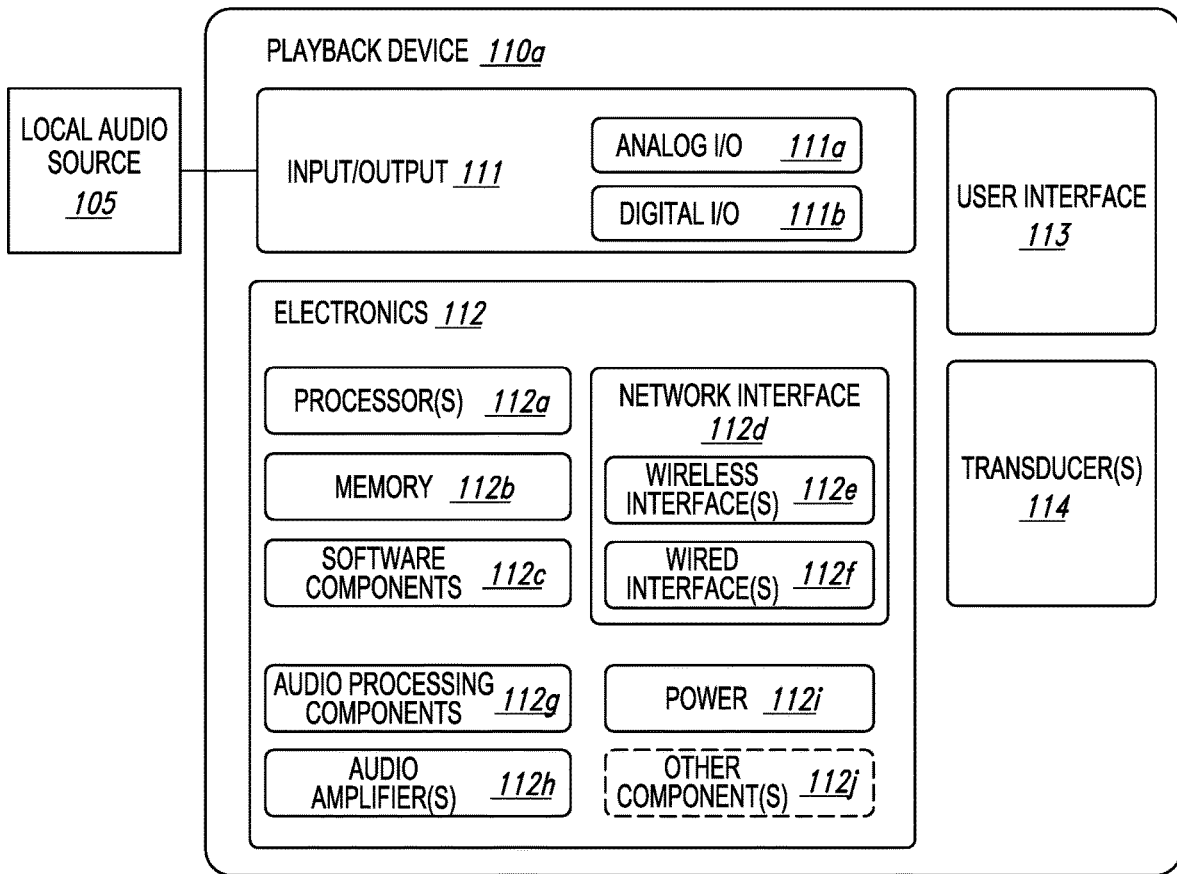 PLAYBACK DEVICE 110a
LOCAL AUDIO
SOURCE
105
INPUT/OUTPUT 111
ANALOG I/O 111a
DIGITAL I/O 111b
USER INTERFACE
113
ELECTRONICS 112
PROCESSOR(S) 112a
MEMORY 112b
SOFTWARE
COMPONENTS 112c
NETWORK INTERFACE
112d
WIRELESS
INTERFACE(S) 112e
WIRED
INTERFACE(S) 112f
TRANSDUCER(S)
114
AUDIO PROCESSING
COMPONENTS 112g
POWER 112i
AUDIO
AMPLIFIER(S) 112h
OTHER
COMPONENT(S) 112j